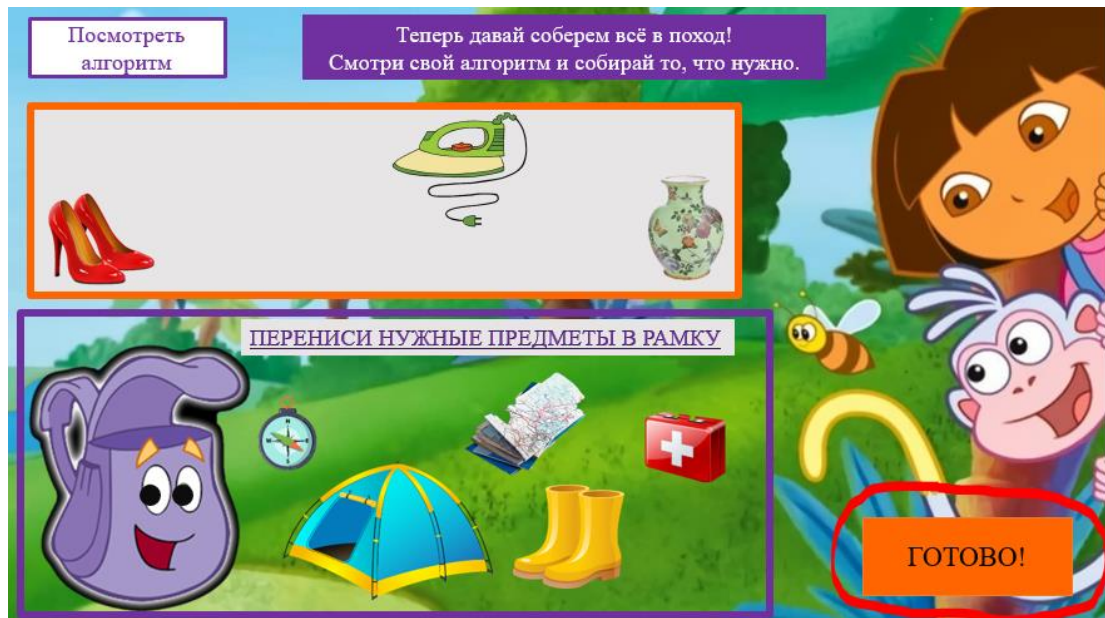 Посмотреть
алгоритм
Теперь давай соберем всё в поход!
Смотри свой алгоритм и собирай то, что нужно.
ПЕРЕНИСИ НУЖНЫЕ ПРЕДМЕТЫ В РАМКУ
ГОТОВО!